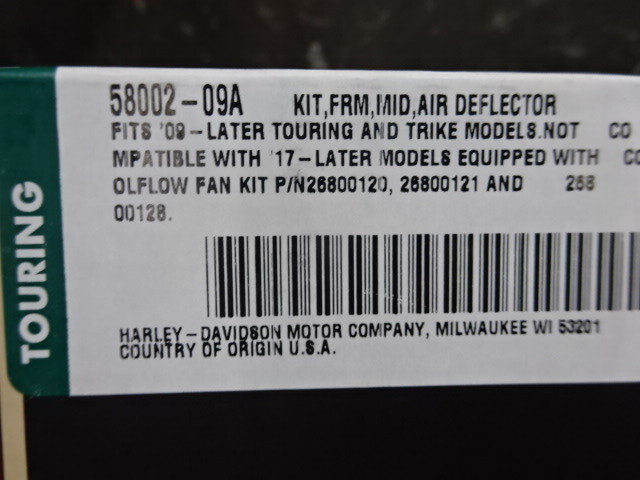 58002-09A KIT,FRM,MID,AIR DEFLECTOR
FITS '09-LATER TOURING AND TRIKE MODELS.NOT CO
MPATIBLE WITH '17-LATER MODELS EQUIPPED WITH CO
OLFLOW FAN KIT P/N26800120, 26800121 AND 268
00128.
HARLEY-DAVIDSON MOTOR COMPANY, MILWAUKEE WI 53201
COUNTRY OF ORIGIN U.S.A.
TOURING